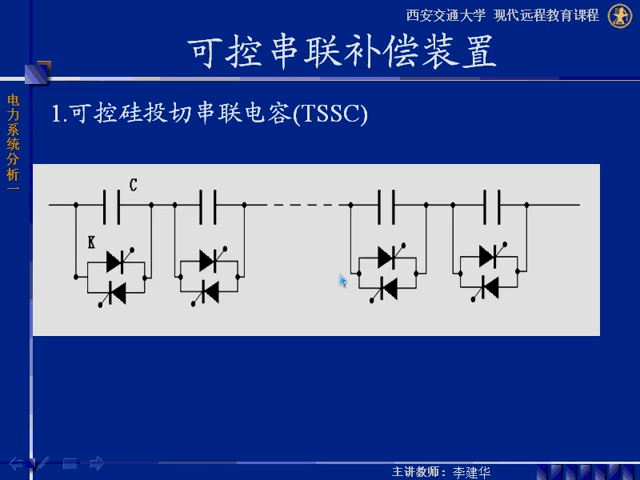 西安交通大学 现代远程教育课程
可控串联补偿装置
电力系统分析一
1.可控硅投切串联电容(TSSC)
C
K
主讲教师：李建华